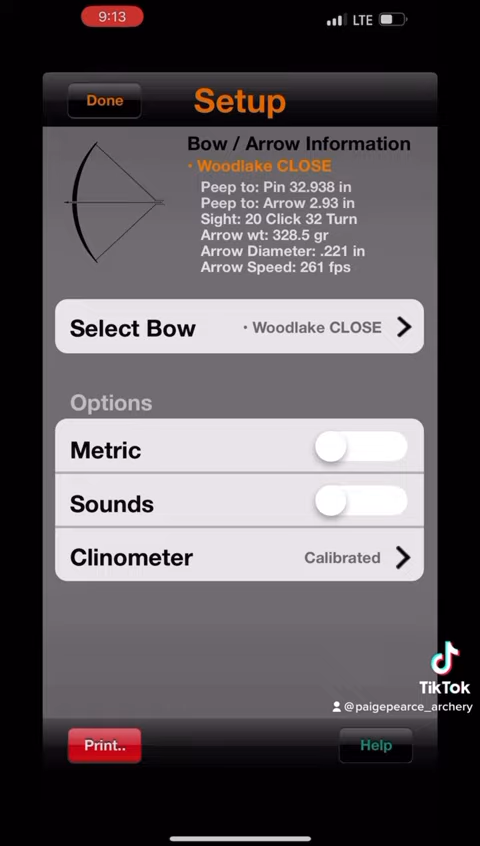 9:13
LTE
Done
Setup
Bow / Arrow Information
• Woodlake CLOSE
Peep to: Pin 32.938 in
Peep to: Arrow 2.93 in
Sight: 20 Click 32 Turn
Arrow wt: 328.5 gr
Arrow Diameter: .221 in
Arrow Speed: 261 fps
Select Bow • Woodlake CLOSE
Options
Metric
Sounds
Clinometer Calibrated
TikTok
@paigepearce_archery
Print..
Help